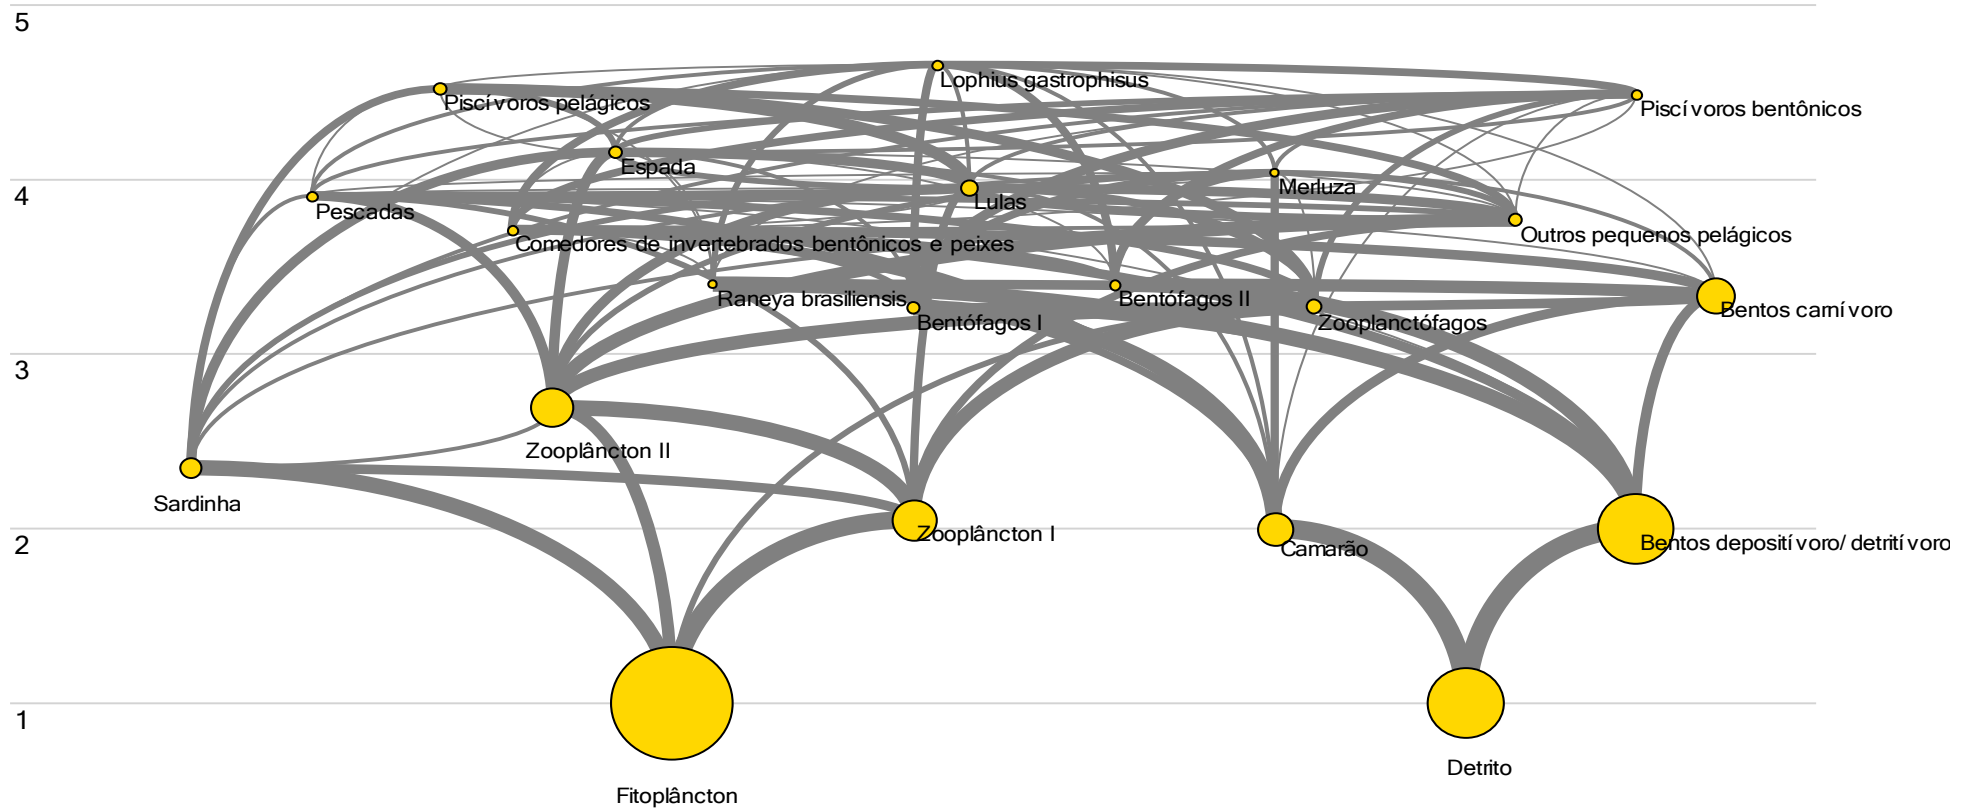 5
Lophius gastrophisus
Piscívoros pelágicos
Piscívoros bentônicos
Espada
4
Merluza
Lulas
Pescadas
Outros pequenos pelágicos
Comedores de invertebrados bentônicos e peixes
Raneya brasiliensis
Bentófagos II
Bentos carnívoro
Bentófagos I
Zooplanctófagos
3
Zooplâncton II
Sardinha
2
Zooplâncton I
Camarão
Bentos depositívoro/ detritívoro
1
Detrito
Fitoplâncton